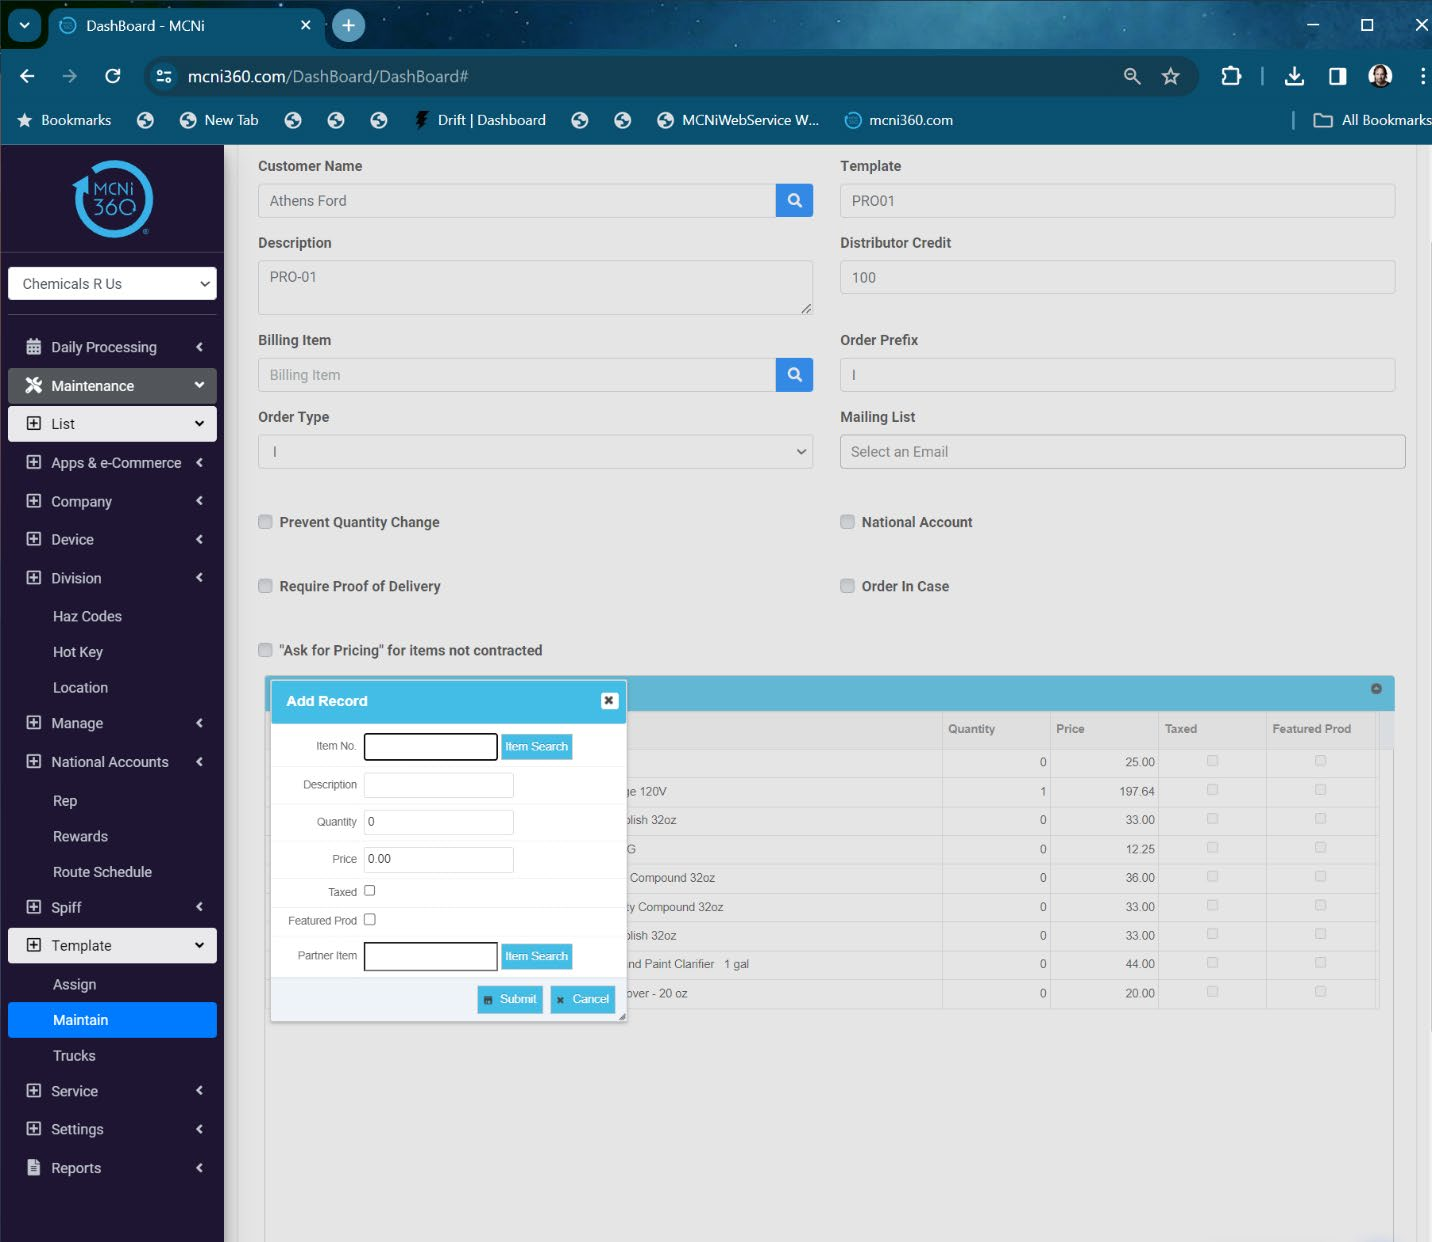 DashBoard - MCNi
mcni360.com/DashBoard/DashBoard#
Bookmarks
New Tab
Drift | Dashboard
MCNiWebService W...
mcni360.com
All Bookmarks
MCNi
360
Chemicals R Us
Daily Processing
Maintenance
List
Apps & e-Commerce
Company
Device
Division
Haz Codes
Hot Key
Location
Manage
National Accounts
Rep
Rewards
Route Schedule
Spiff
Template
Assign
Maintain
Trucks
Service
Settings
Reports
Customer Name
Athens Ford
Template
PRO01
Description
PRO-01
Distributor Credit
100
Billing Item
Billing Item
Order Prefix
I
Order Type
I
Mailing List
Select an Email
Prevent Quantity Change
National Account
Require Proof of Delivery
Order In Case
"Ask for Pricing" for items not contracted
Add Record
Item No.
Item Search
Description
Quantity
0
Price
0.00
Taxed
Featured Prod
Partner Item
Item Search
Submit
Cancel
Quantity Price Taxed Featured Prod
0 25.00
ge 120V 1 197.64
lish 32oz 0 33.00
G 0 12.25
Compound 32oz 0 36.00
ty Compound 32oz 0 33.00
lish 32oz 0 33.00
nd Paint Clarifier 1 gal 0 44.00
over - 20 oz 0 20.00